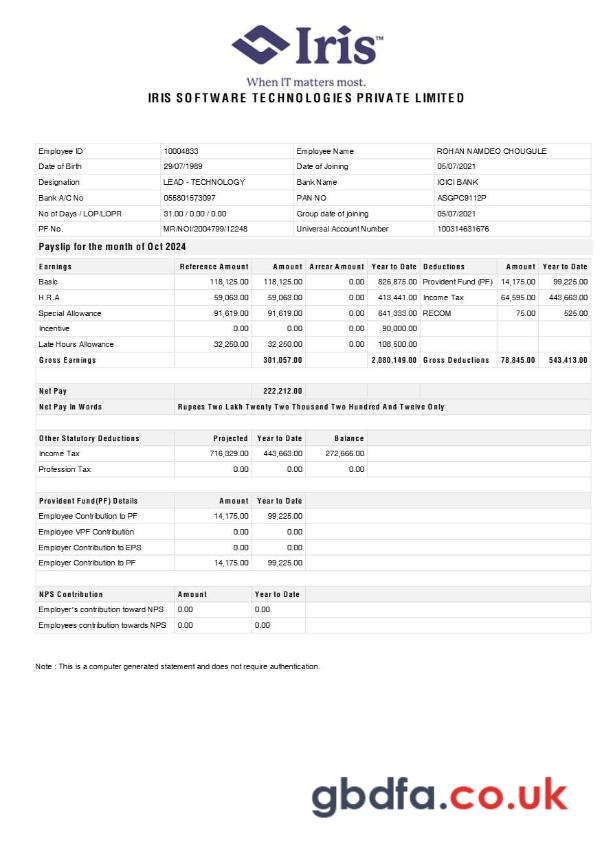 Iris™
When IT matters most.
IRIS SOFTWARE TECHNOLOGIES PRIVATE LIMITED
Employee ID 10004833 Employee Name ROHAN NAMDEO CHOUGULE
Date of Birth 29/07/1989 Date of Joining 05/07/2021
Designation LEAD - TECHNOLOGY Bank Name ICICI BANK
Bank A/C No 055801573097 PAN NO ASGPC9112P
No of Days / LOP/LOPR 31.00 / 0.00 / 0.00 Group date of joining 05/07/2021
PF No. MR/NOI/2004799/12248 Universal Account Number 100314631676
Payslip for the month of Oct 2024
Earnings Reference Amount Amount Arrear Amount Year to Date Deductions Amount Year to Date
Basic 118,125.00 118,125.00 0.00 826,875.00 Provident Fund (PF) 14,175.00 99,225.00
H.R.A 59,063.00 59,063.00 0.00 413,441.00 Income Tax 64,595.00 443,663.00
Special Allowance 91,619.00 91,619.00 0.00 641,333.00 RECOM 75.00 525.00
Incentive 0.00 0.00 0.00 90,000.00
Late Hours Allowance 32,250.00 32,250.00 0.00 108,500.00
Gross Earnings 301,057.00 2,080,149.00 Gross Deductions 78,845.00 543,413.00
Net Pay 222,212.00
Net Pay In Words Rupees Two Lakh Twenty Two Thousand Two Hundred And Twelve Only
Other Statutory Deductions Projected Year to Date Balance
Income Tax 716,329.00 443,663.00 272,666.00
Profession Tax 0.00 0.00 0.00
Provident Fund(PF) Details Amount Year to Date
Employee Contribution to PF 14,175.00 99,225.00
Employee VPF Contribution 0.00 0.00
Employer Contribution to EPS 0.00 0.00
Employer Contribution to PF 14,175.00 99,225.00
NPS Contribution Amount Year to Date
Employer's contribution toward NPS 0.00 0.00
Employees contribution towards NPS 0.00 0.00
Note : This is a computer generated statement and does not require authentication.
gbdfa.co.uk